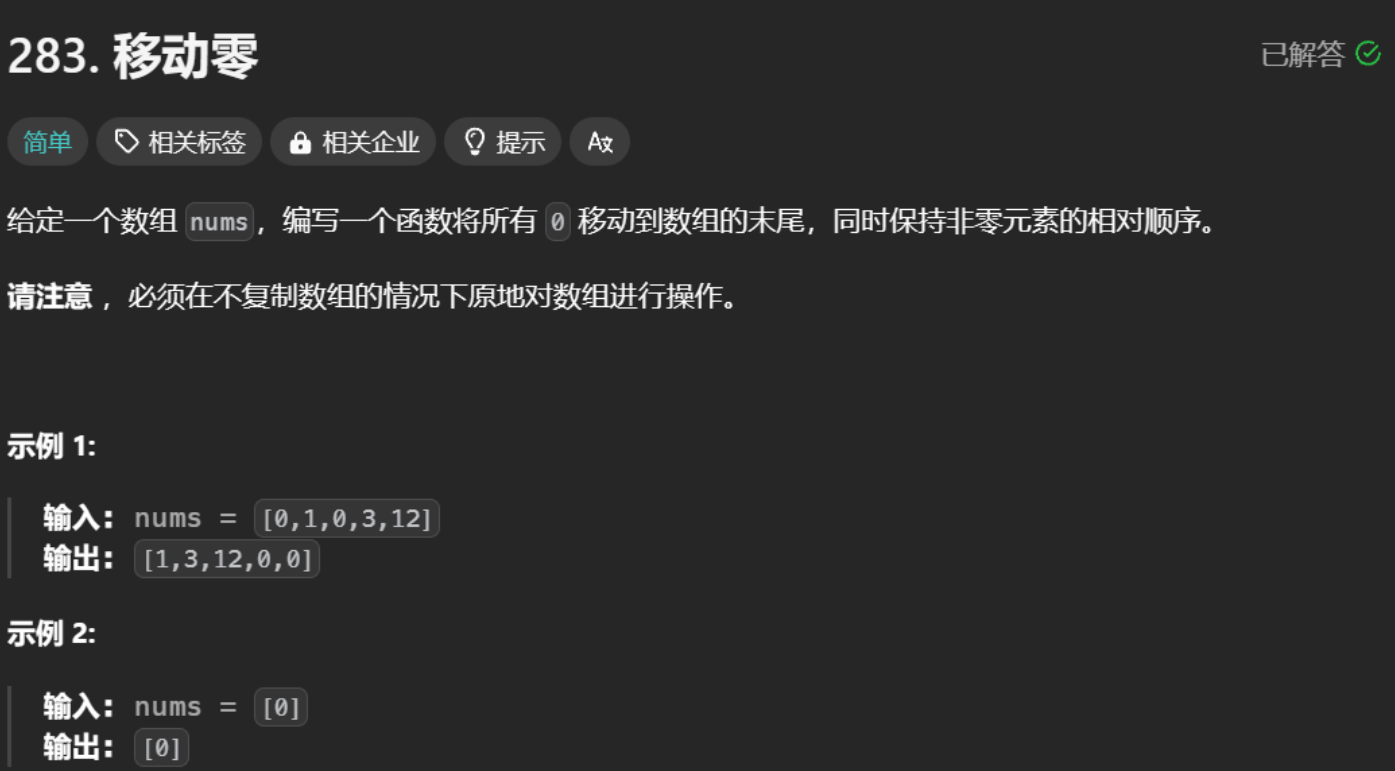 283. 移动零
已解答
简单 相关标签 相关企业 提示
给定一个数组 nums，编写一个函数将所有 0 移动到数组的末尾，同时保持非零元素的相对顺序。
请注意 ，必须在不复制数组的情况下原地对数组进行操作。
示例 1:
输入: nums = [0,1,0,3,12]
输出: [1,3,12,0,0]
示例 2:
输入: nums = [0]
输出: [0]